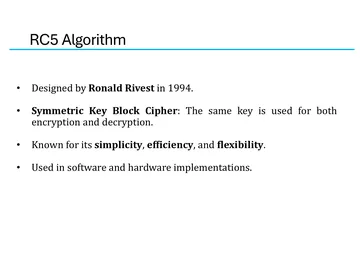 RC5 Algorithm
• Designed by Ronald Rivest in 1994.
• Symmetric Key Block Cipher: The same key is used for both
encryption and decryption.
• Known for its simplicity, efficiency, and flexibility.
• Used in software and hardware implementations.